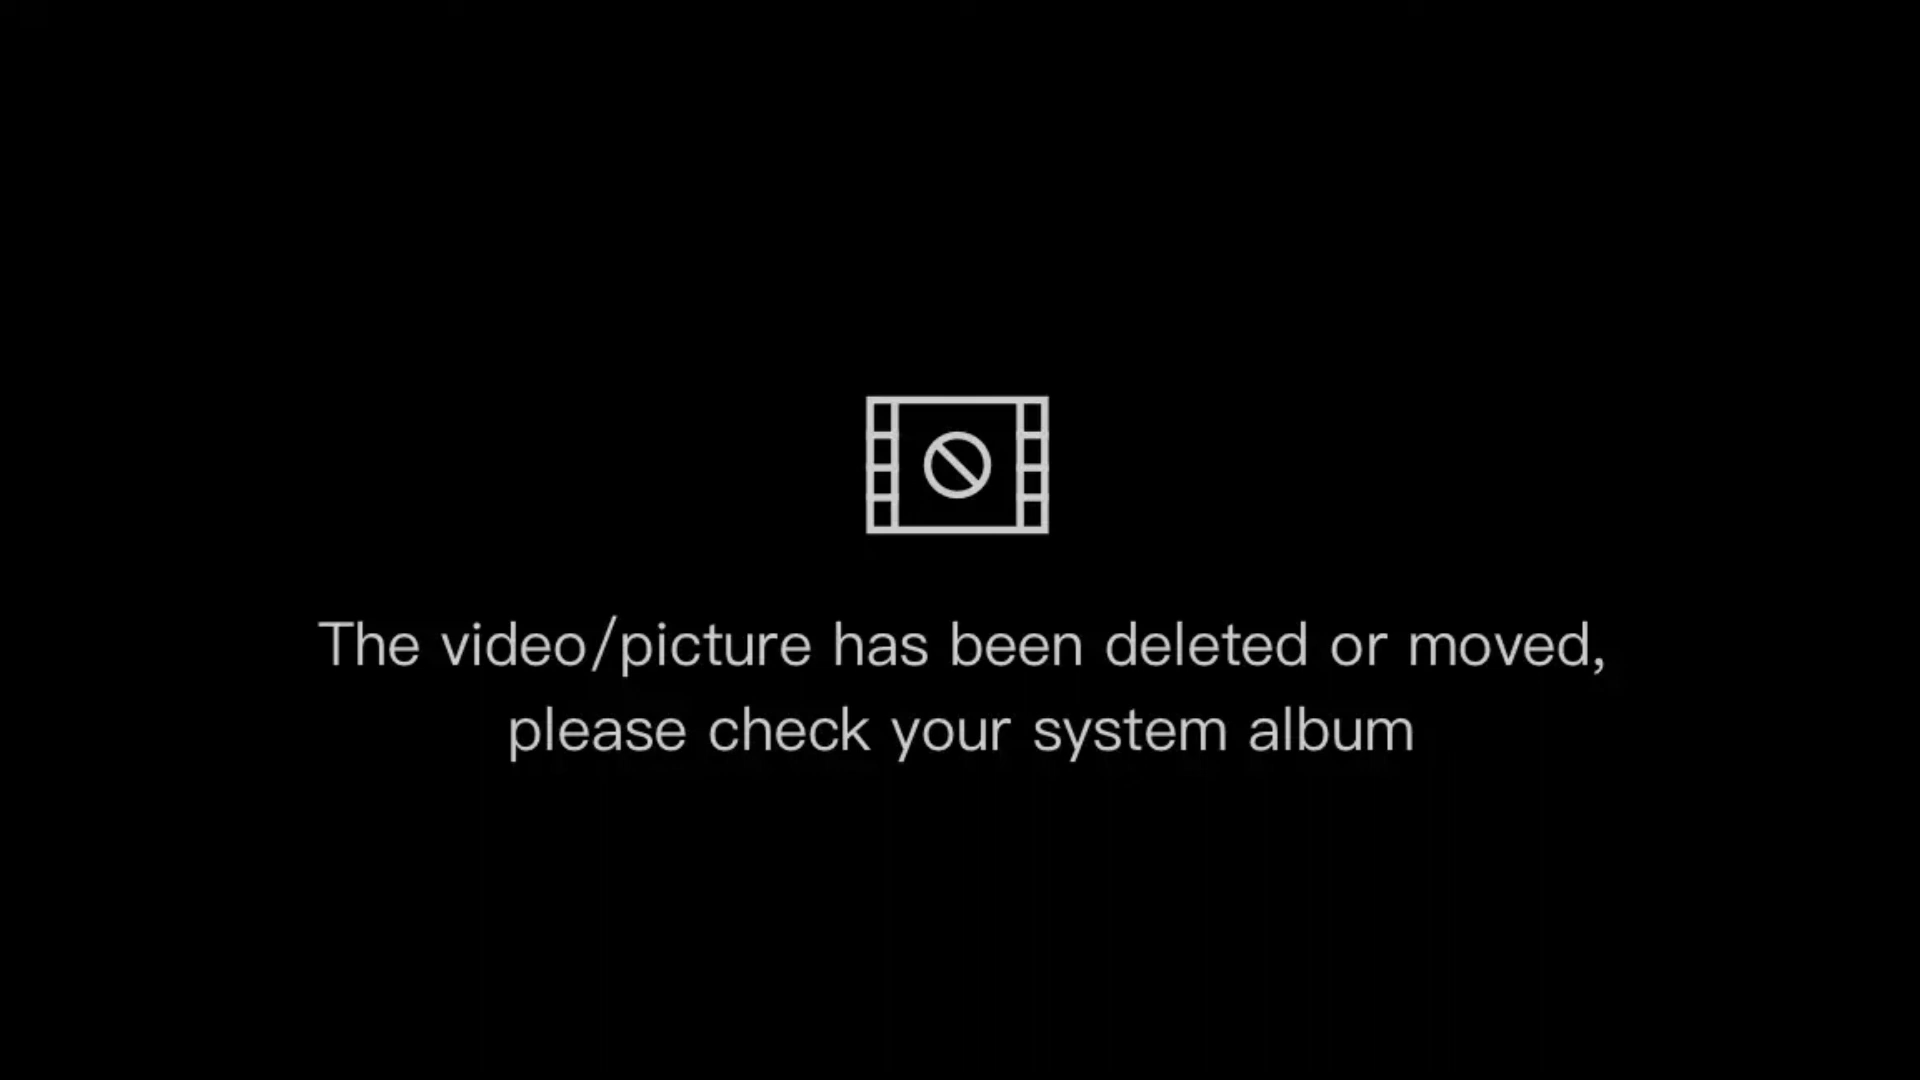 The video/picture has been deleted or moved,
please check your system album